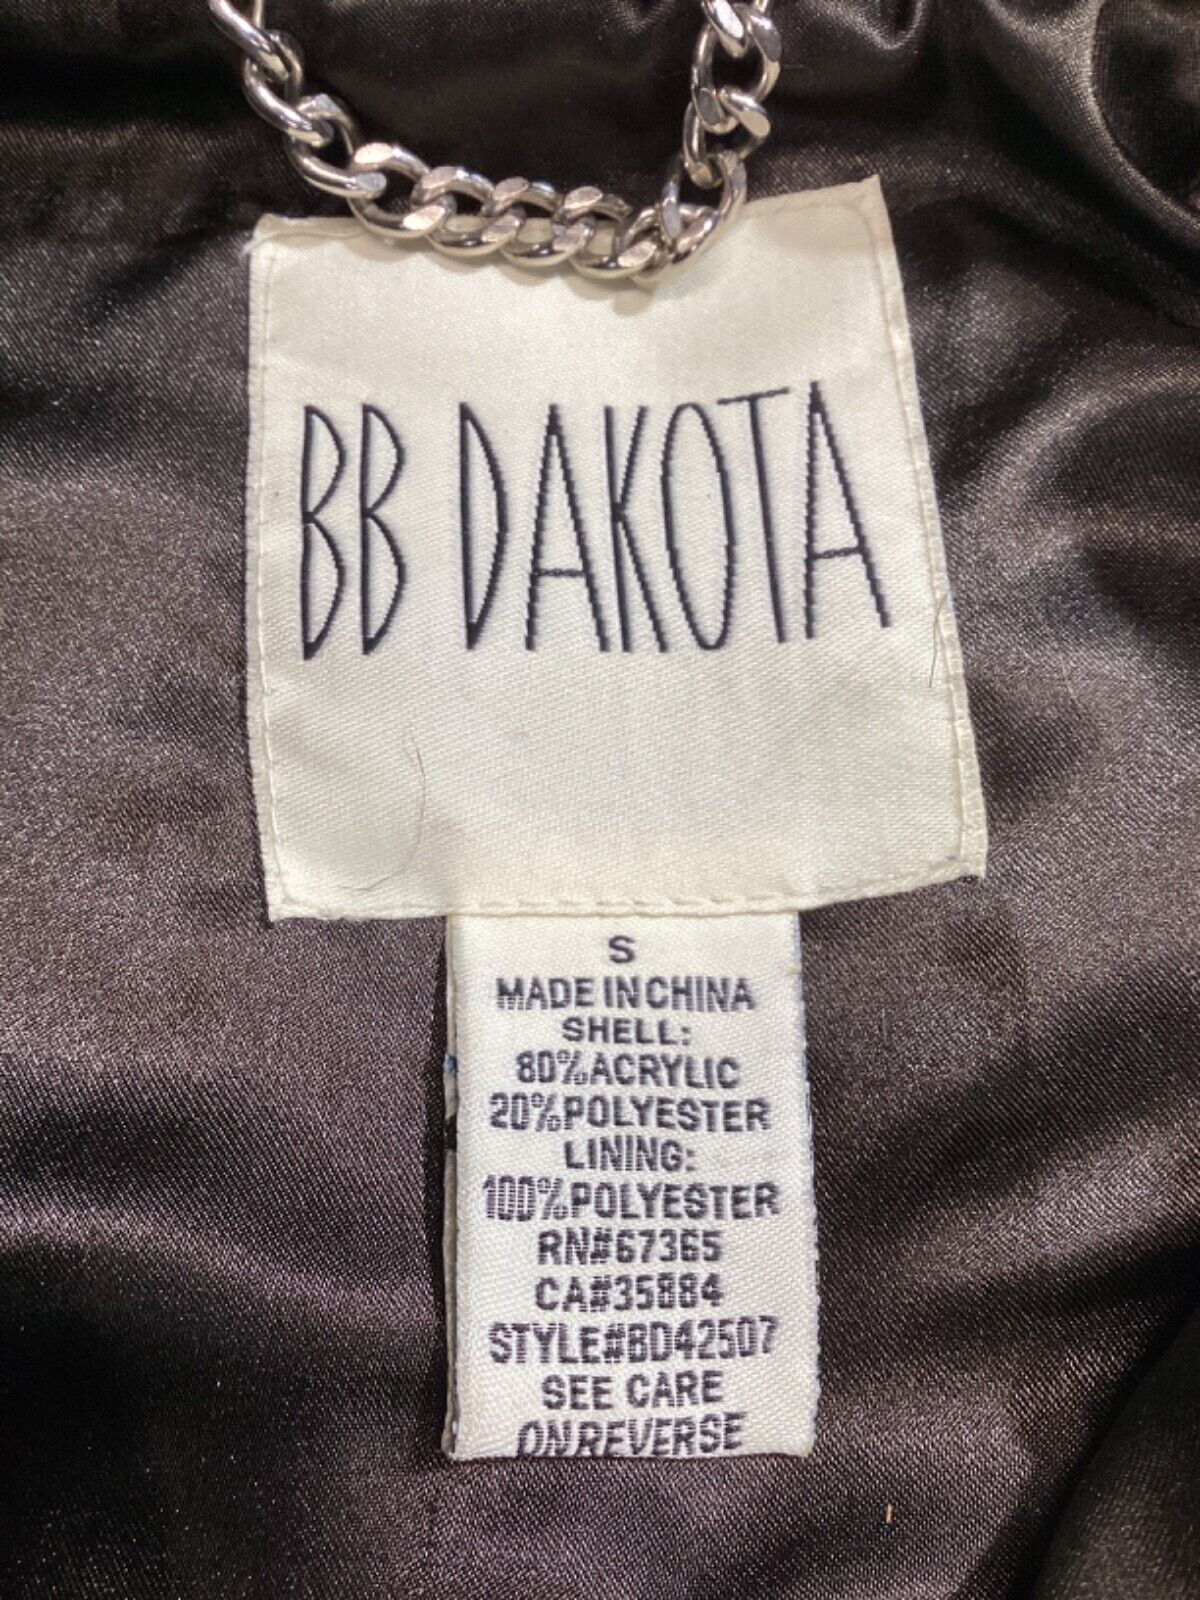 BB DAKOTA
S
MADE IN CHINA
SHELL:
80%ACRYLIC
20%POLYESTER
LINING:
100%POLYESTER
RN#67365
CA#35884
STYLE#BD42507
SEE CARE
ON REVERSE